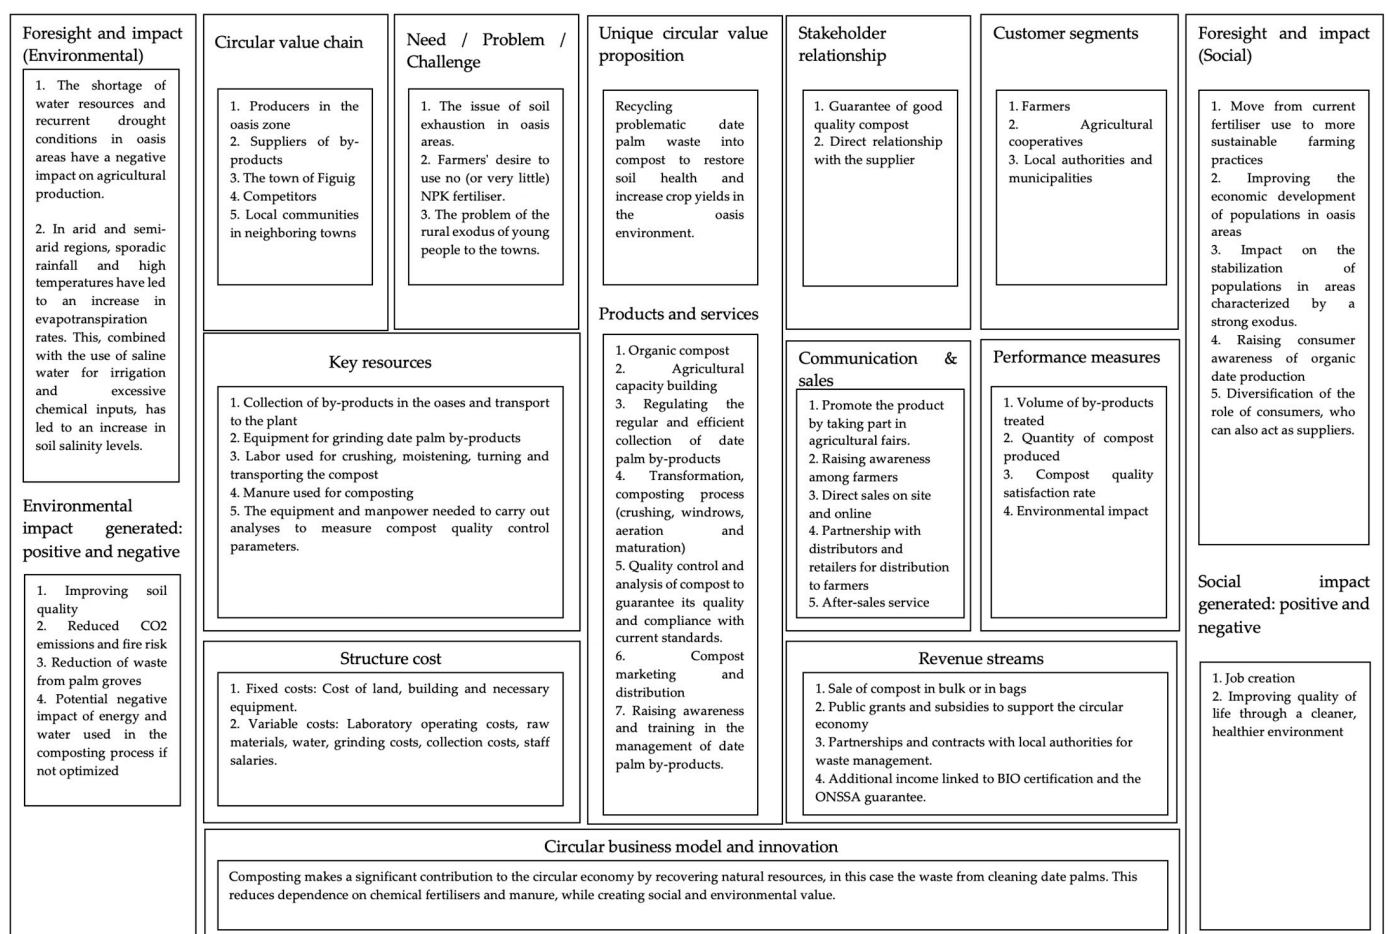 Foresight and impact
(Environmental)
1. The shortage of
water resources and
recurrent drought
conditions in oasis
areas have a negative
impact on agricultural
production.
2. In arid and semi-
arid regions, sporadic
rainfall and high
temperatures have led
to an increase in
evapotranspiration
rates. This, combined
with the use of saline
water for irrigation
and excessive
chemical inputs, has
led to an increase in
soil salinity levels.
Environmental
impact generated:
positive and negative
1. Improving soil
quality
2. Reduced CO2
emissions and fire risk
3. Reduction of waste
from palm groves
4. Potential negative
impact of energy and
water used in the
composting process if
not optimized
Circular value chain
1. Producers in the
oasis zone
2. Suppliers of by-
products
3. The town of Figuig
4. Competitors
5. Local communities
in neighboring towns
Need / Problem /
Challenge
1. The issue of soil
exhaustion in oasis
areas.
2. Farmers' desire to
use no (or very little)
NPK fertiliser.
3. The problem of the
rural exodus of young
people to the towns.
Key resources
1. Collection of by-products in the oases and transport
to the plant
2. Equipment for grinding date palm by-products
3. Labor used for crushing, moistening, turning and
transporting the compost
4. Manure used for composting
5. The equipment and manpower needed to carry out
analyses to measure compost quality control
parameters.
Structure cost
1. Fixed costs: Cost of land, building and necessary
equipment.
2. Variable costs: Laboratory operating costs, raw
materials, water, grinding costs, collection costs, staff
salaries.
Unique circular value
proposition
Recycling
problematic date
palm waste into
compost to restore
soil health and
increase crop yields in
the oasis
environment.
Products and services
1. Organic compost
2. Agricultural
capacity building
3. Regulating the
regular and efficient
collection of date
palm by-products
4. Transformation,
composting process
(crushing, windrows,
aeration and
maturation)
5. Quality control and
analysis of compost to
guarantee its quality
and compliance with
current standards.
6. Compost
marketing and
distribution
7. Raising awareness
and training in the
management of date
palm by-products.
Stakeholder
relationship
1. Guarantee of good
quality compost
2. Direct relationship
with the supplier
Customer segments
1. Farmers
2. Agricultural
cooperatives
3. Local authorities and
municipalities
Communication &
sales
1. Promote the product
by taking part in
agricultural fairs.
2. Raising awareness
among farmers
3. Direct sales on site
and online
4. Partnership with
distributors and
retailers for distribution
to farmers
5. After-sales service
Performance measures
1. Volume of by-products
treated
2. Quantity of compost
produced
3. Compost quality
satisfaction rate
4. Environmental impact
Revenue streams
1. Sale of compost in bulk or in bags
2. Public grants and subsidies to support the circular
economy
3. Partnerships and contracts with local authorities for
waste management.
4. Additional income linked to BIO certification and the
ONSSA guarantee.
Foresight and impact
(Social)
1. Move from current
fertiliser use to more
sustainable farming
practices
2. Improving the
economic development
of populations in oasis
areas
3. Impact on the
stabilization of
populations in areas
characterized by a
strong exodus.
4. Raising consumer
awareness of organic
date production
5. Diversification of the
role of consumers, who
can also act as suppliers.
Social impact
generated: positive and
negative
1. Job creation
2. Improving quality of
life through a cleaner,
healthier environment
Circular business model and innovation
Composting makes a significant contribution to the circular economy by recovering natural resources, in this case the waste from cleaning date palms. This
reduces dependence on chemical fertilisers and manure, while creating social and environmental value.